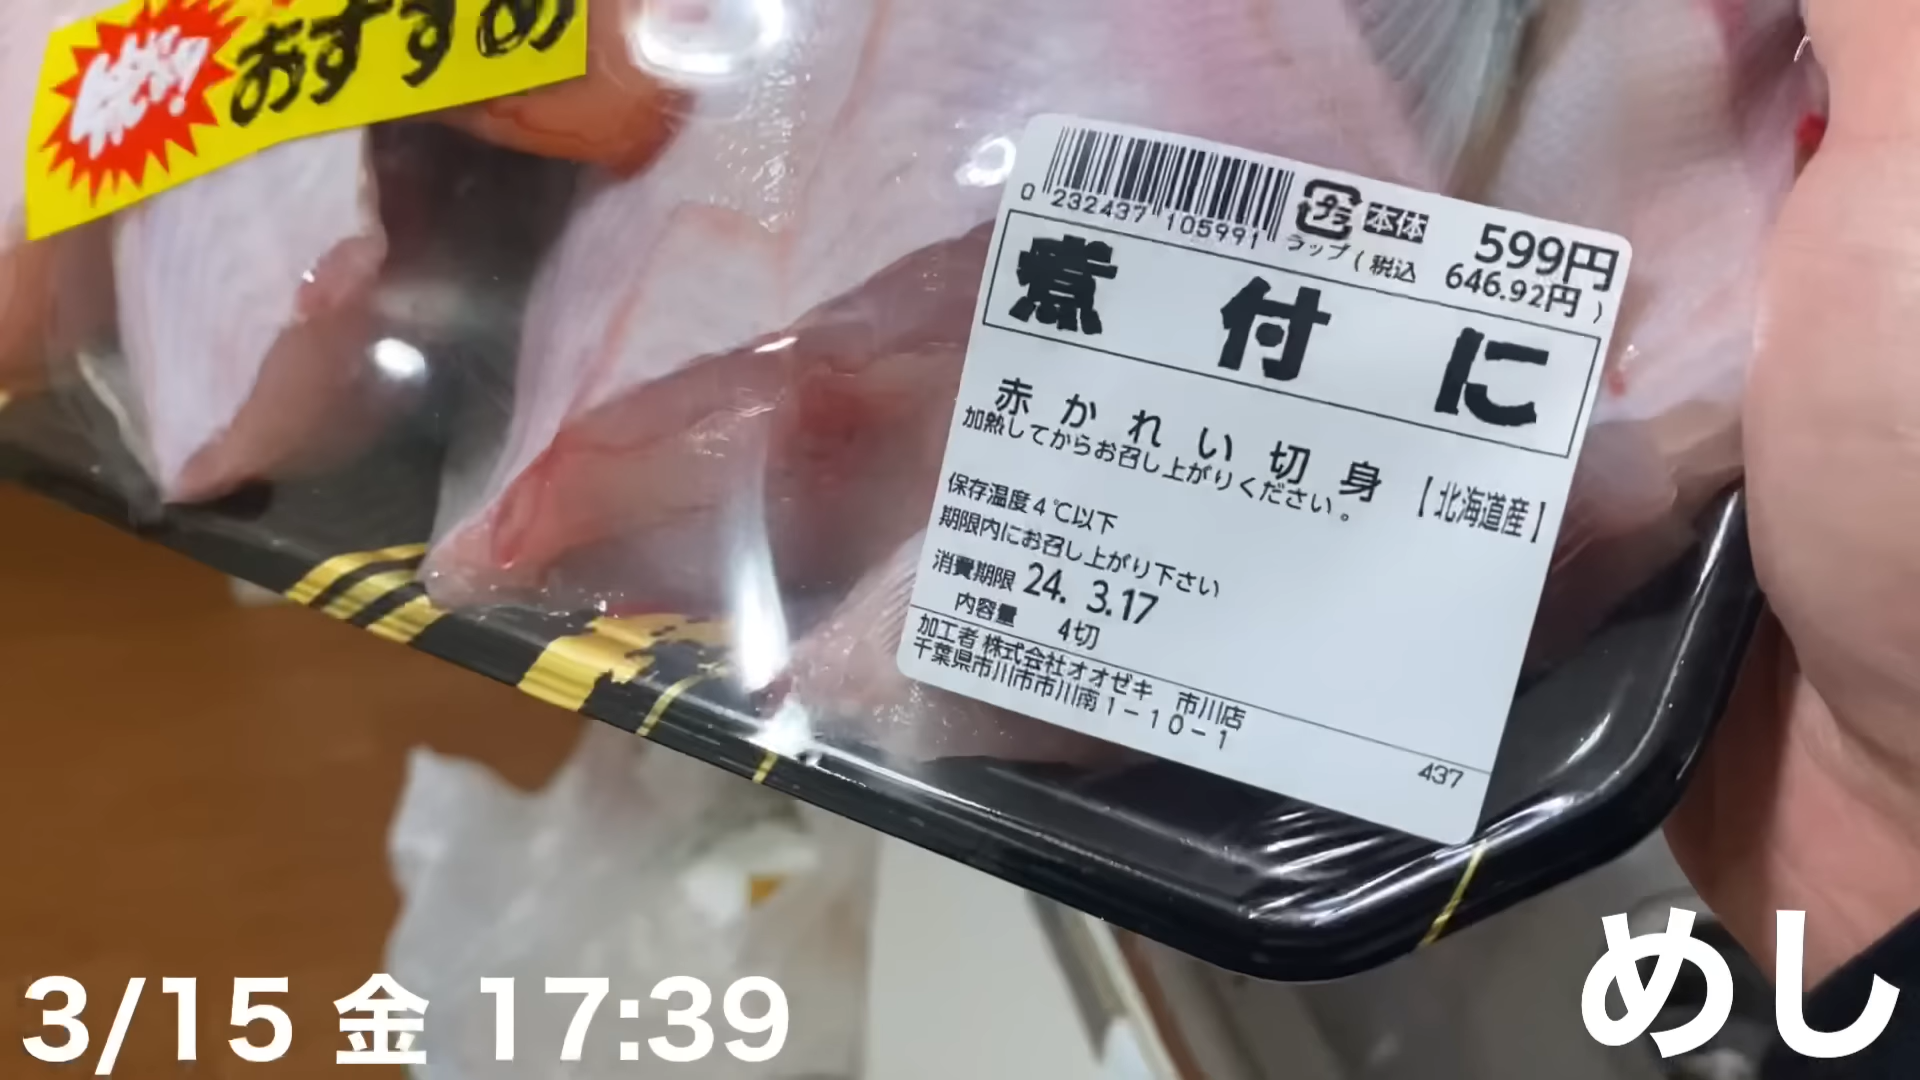 おすすめ
0 232437 105991
プラ
ラップ
本体 599円
(税込 646.92円)
煮付に
赤かれい切身 【北海道産】
加熱してからお召し上がりください。
保存温度4℃以下
期限内にお召し上がり下さい
消費期限 24. 3.17
内容量 4切
加工者 株式会社オオゼキ 市川店
千葉県市川市市川南1-10-1
437
3/15 金 17:39
めし